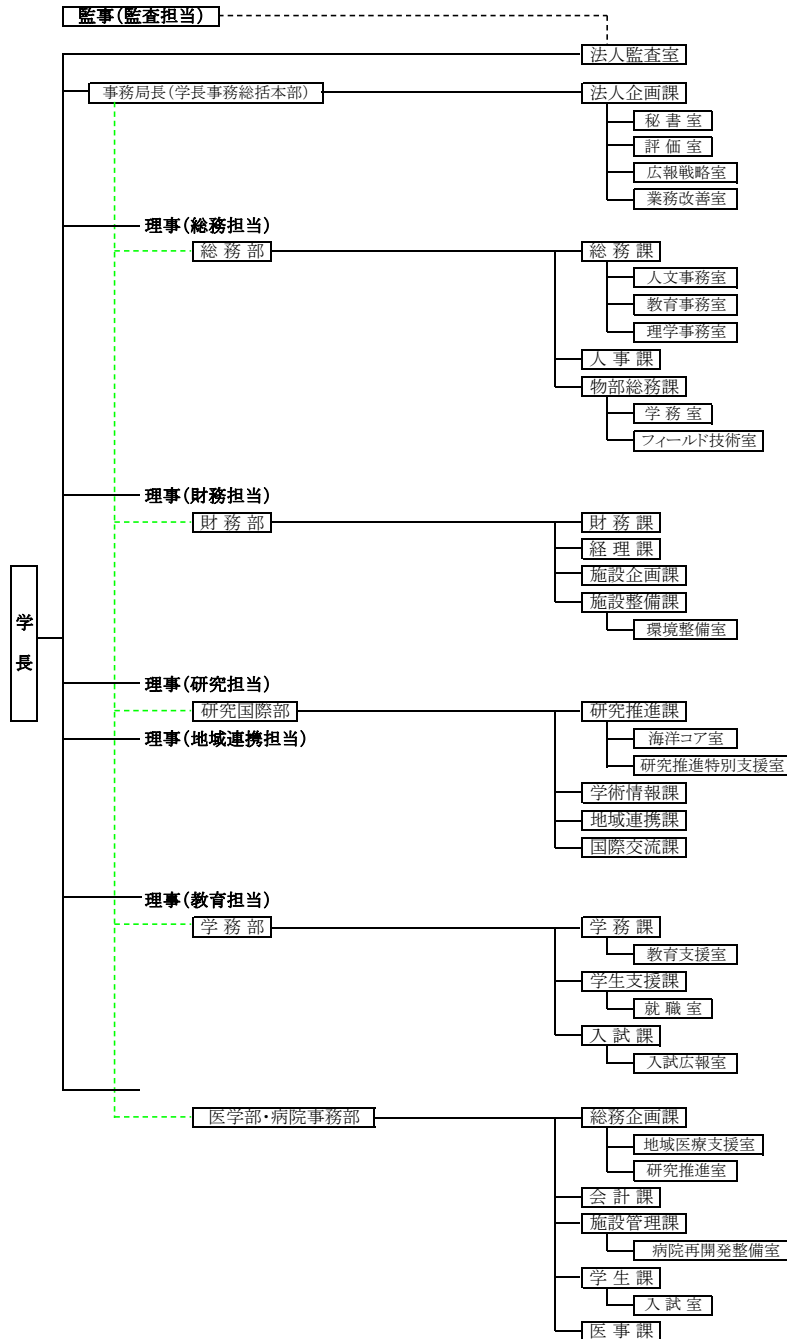 監事(監査担当)
法人監査室
事務局長(学長事務総括本部)
法人企画課
秘書室
評価室
広報戦略室
業務改善室
理事(総務担当)
総務部
総務課
人文事務室
教育事務室
理学事務室
人事課
物部総務課
学務室
フィールド技術室
理事(財務担当)
財務部
財務課
経理課
施設企画課
施設整備課
環境整備室
学長
理事(研究担当)
研究国際部
研究推進課
理事(地域連携担当)
海洋コア室
研究推進特別支援室
学術情報課
地域連携課
国際交流課
理事(教育担当)
学務部
学務課
教育支援室
学生支援課
就職室
入試課
入試広報室
医学部・病院事務部
総務企画課
地域医療支援室
研究推進室
会計課
施設管理課
病院再開発整備室
学生課
入試室
医事課